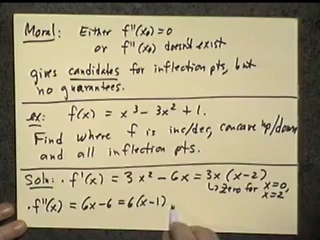 Moral: Either f''(x₀)=0
or f''(x₀) doesn't exist
gives candidates for inflection pts, but
no guarantees.
ex: f(x) = x³ - 3x² + 1.
Find where f is inc/dec, concave up/down
and all inflection pts.
Soln: · f'(x) = 3x² - 6x = 3x(x-2)
↳ zero for x=0,
x=2
· f''(x) = 6x - 6 = 6(x-1)